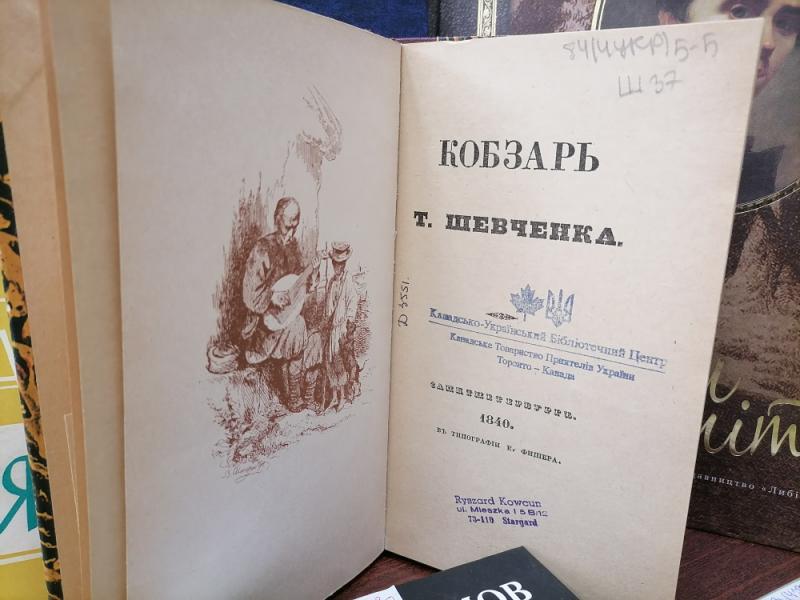 84(4УКР)5-5
Ш 37
КОБЗАРЬ
Т. ШЕВЧЕНКА.
Канадсько-Український Бібліотечний Центр
Канадське Товариство Приятелів України
Торонто – Канада
САНКТПЕТЕРБУРГЪ.
1840.
ВЪ ТИПОГРАФІИ Е. ФИШЕРА.
Ryszard Kowcun
ul. Mieszka I 5 B/12
73-110 Stargard
Д 3551.